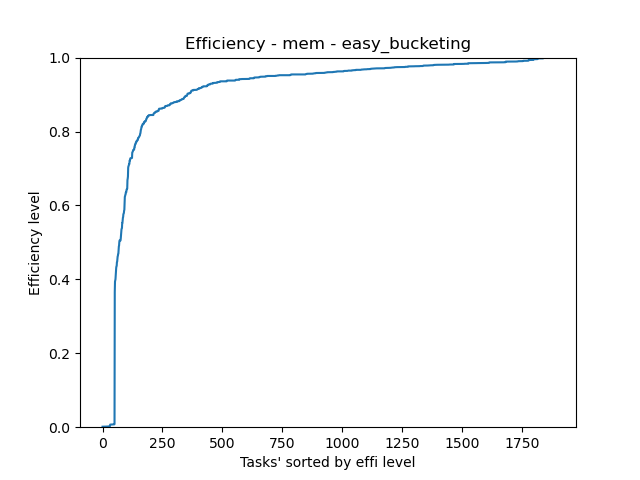 Efficiency - mem - easy_bucketing
1.0
0.8
0.6
0.4
0.2
0.0
Efficiency level
0 250 500 750 1000 1250 1500 1750
Tasks' sorted by effi level